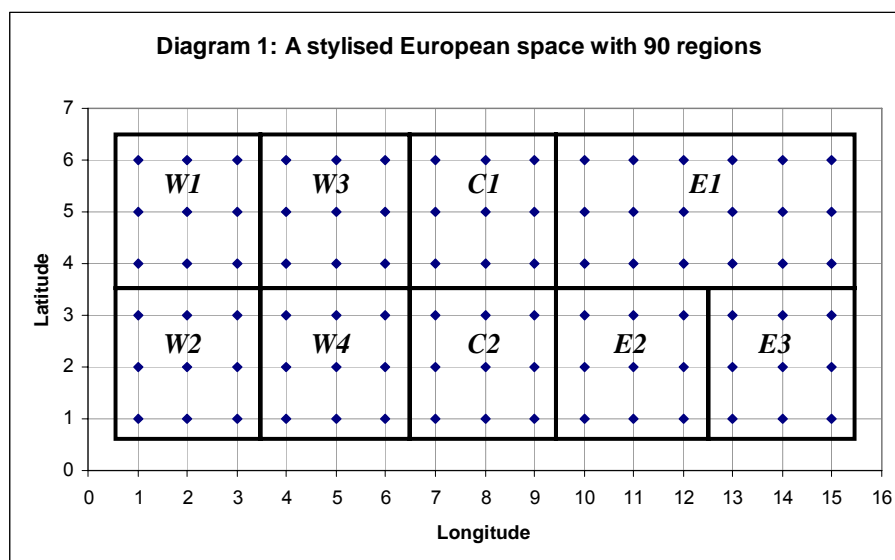 Diagram 1: A stylised European space with 90 regions
7
6
5
4
3
2
1
0
Latitude
W1 W3 C1 E1
W2 W4 C2 E2 E3
0 1 2 3 4 5 6 7 8 9 10 11 12 13 14 15 16
Longitude